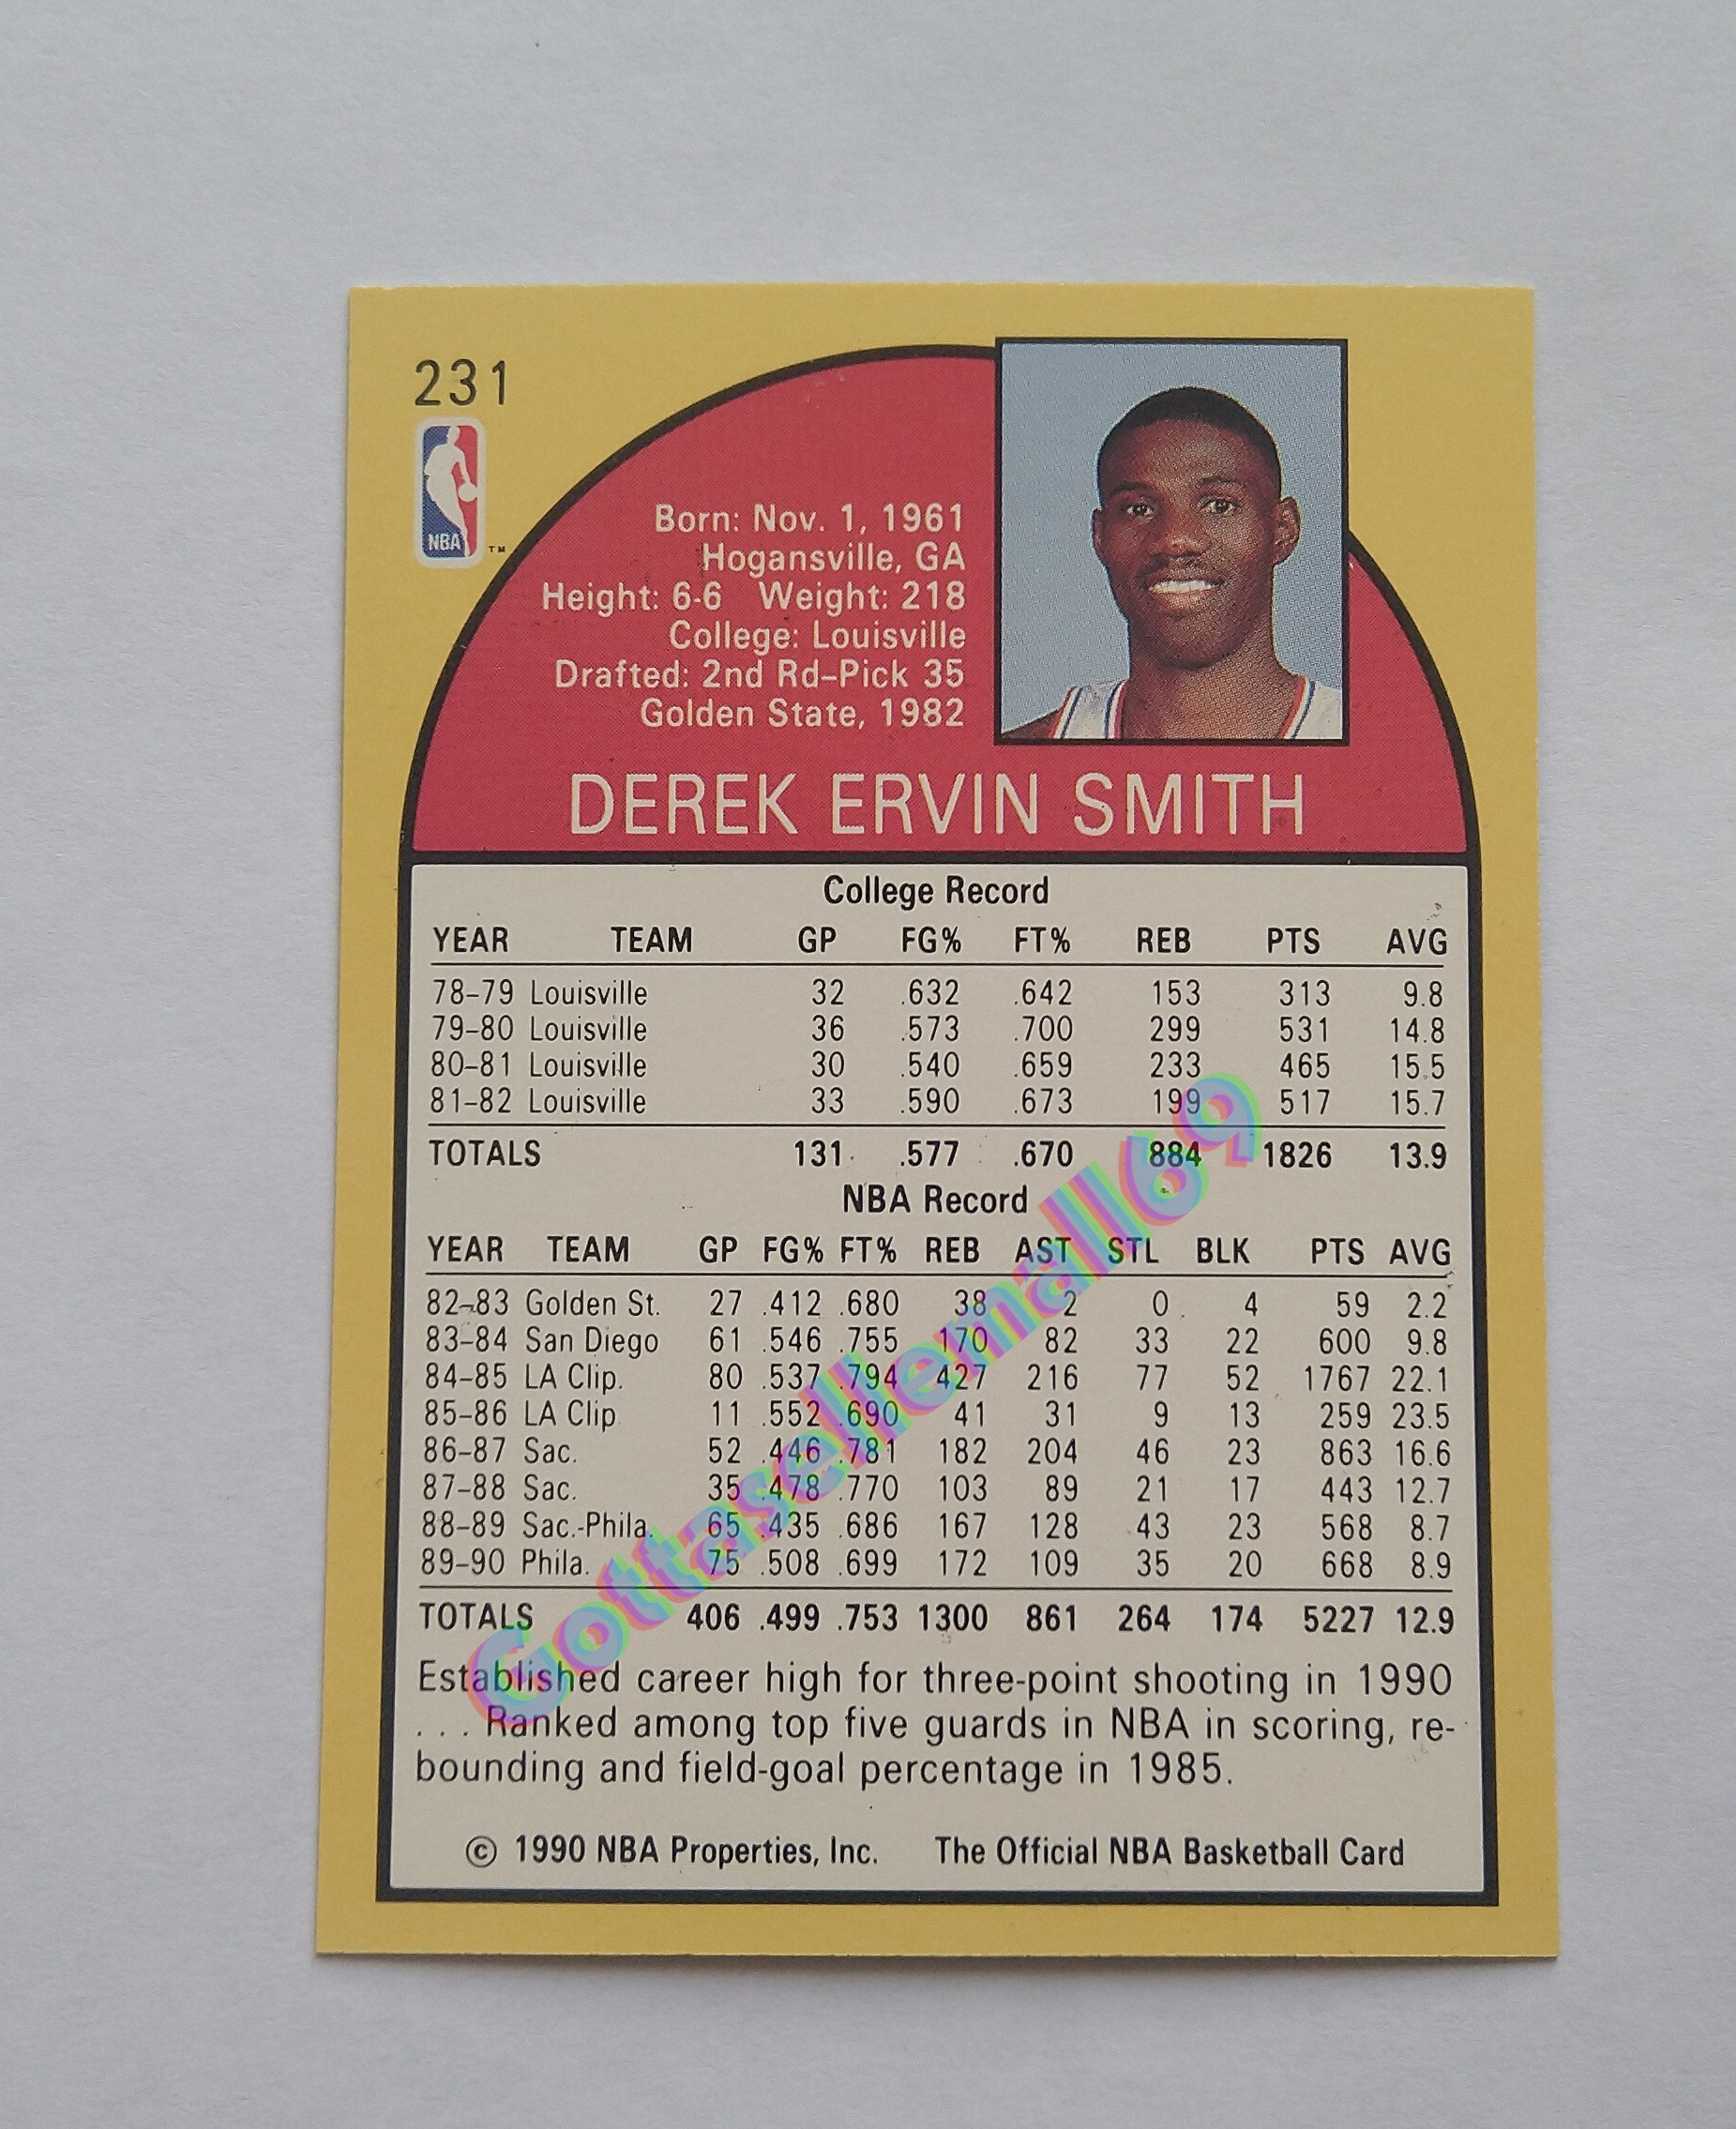 231
NBA
TM
Born: Nov. 1, 1961
Hogansville, GA
Height: 6-6 Weight: 218
College: Louisville
Drafted: 2nd Rd–Pick 35
Golden State, 1982
DEREK ERVIN SMITH
College Record
YEAR TEAM GP FG% FT% REB PTS AVG
78–79 Louisville 32 .632 .642 153 313 9.8
79–80 Louisville 36 .573 .700 299 531 14.8
80–81 Louisville 30 .540 .659 233 465 15.5
81–82 Louisville 33 .590 .673 199 517 15.7
TOTALS 131 .577 .670 884 1826 13.9
NBA Record
YEAR TEAM GP FG% FT% REB AST STL BLK PTS AVG
82–83 Golden St. 27 .412 .680 38 2 0 4 59 2.2
83–84 San Diego 61 .546 .755 170 82 33 22 600 9.8
84–85 LA Clip. 80 .537 .794 427 216 77 52 1767 22.1
85–86 LA Clip 11 .552 .690 41 31 9 13 259 23.5
86–87 Sac. 52 .446 .781 182 204 46 23 863 16.6
87–88 Sac. 35 .478 .770 103 89 21 17 443 12.7
88–89 Sac.-Phila. 65 .435 .686 167 128 43 23 568 8.7
89–90 Phila. 75 .508 .699 172 109 35 20 668 8.9
TOTALS 406 .499 .753 1300 861 264 174 5227 12.9
Established career high for three-point shooting in 1990
. . . Ranked among top five guards in NBA in scoring, re-
bounding and field-goal percentage in 1985.
© 1990 NBA Properties, Inc. The Official NBA Basketball Card
Gottasellemall69